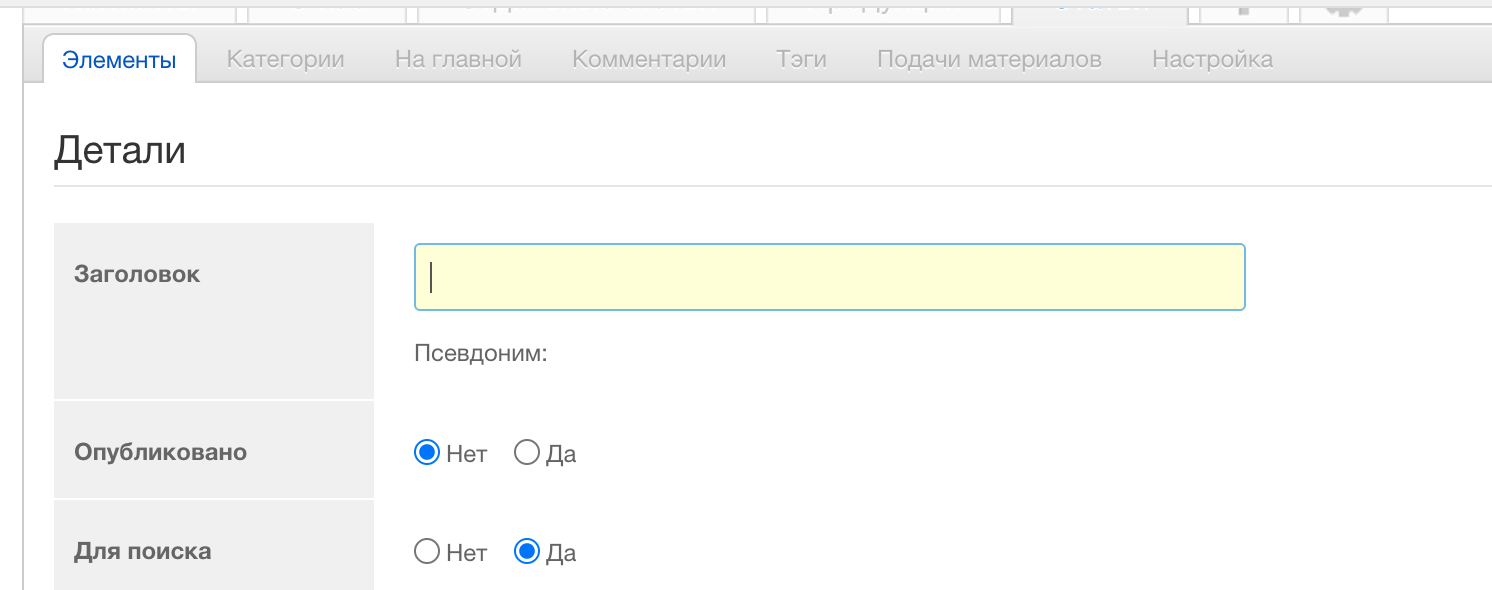 Элементы Категории На главной Комментарии Тэги Подачи материалов Настройка
Детали
Заголовок
Псевдоним:
Опубликовано Нет Да
Для поиска Нет Да